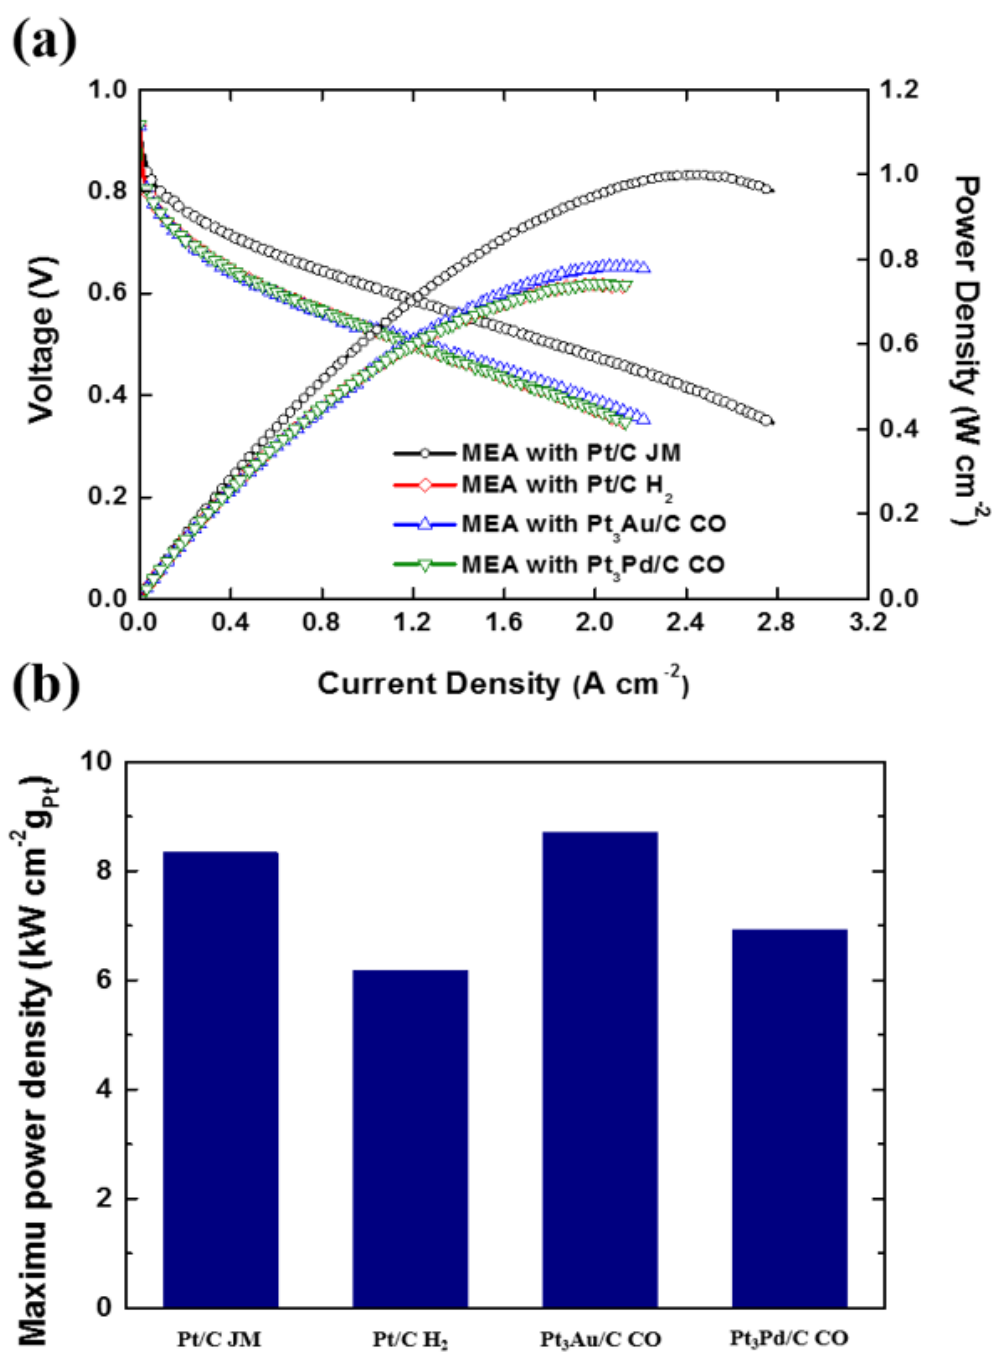 (a)
1.0
0.8
0.6
0.4
0.2
0.0
Voltage (V)
1.2
1.0
0.8
0.6
0.4
0.2
0.0
Power Density (W cm⁻²)
MEA with Pt/C JM
MEA with Pt/C H₂
MEA with Pt₃Au/C CO
MEA with Pt₃Pd/C CO
0.0 0.4 0.8 1.2 1.6 2.0 2.4 2.8 3.2
Current Density (A cm⁻²)
(b)
10
8
6
4
2
0
Maximu power density (kW cm⁻²g_Pt)
Pt/C JM Pt/C H₂ Pt₃Au/C CO Pt₃Pd/C CO